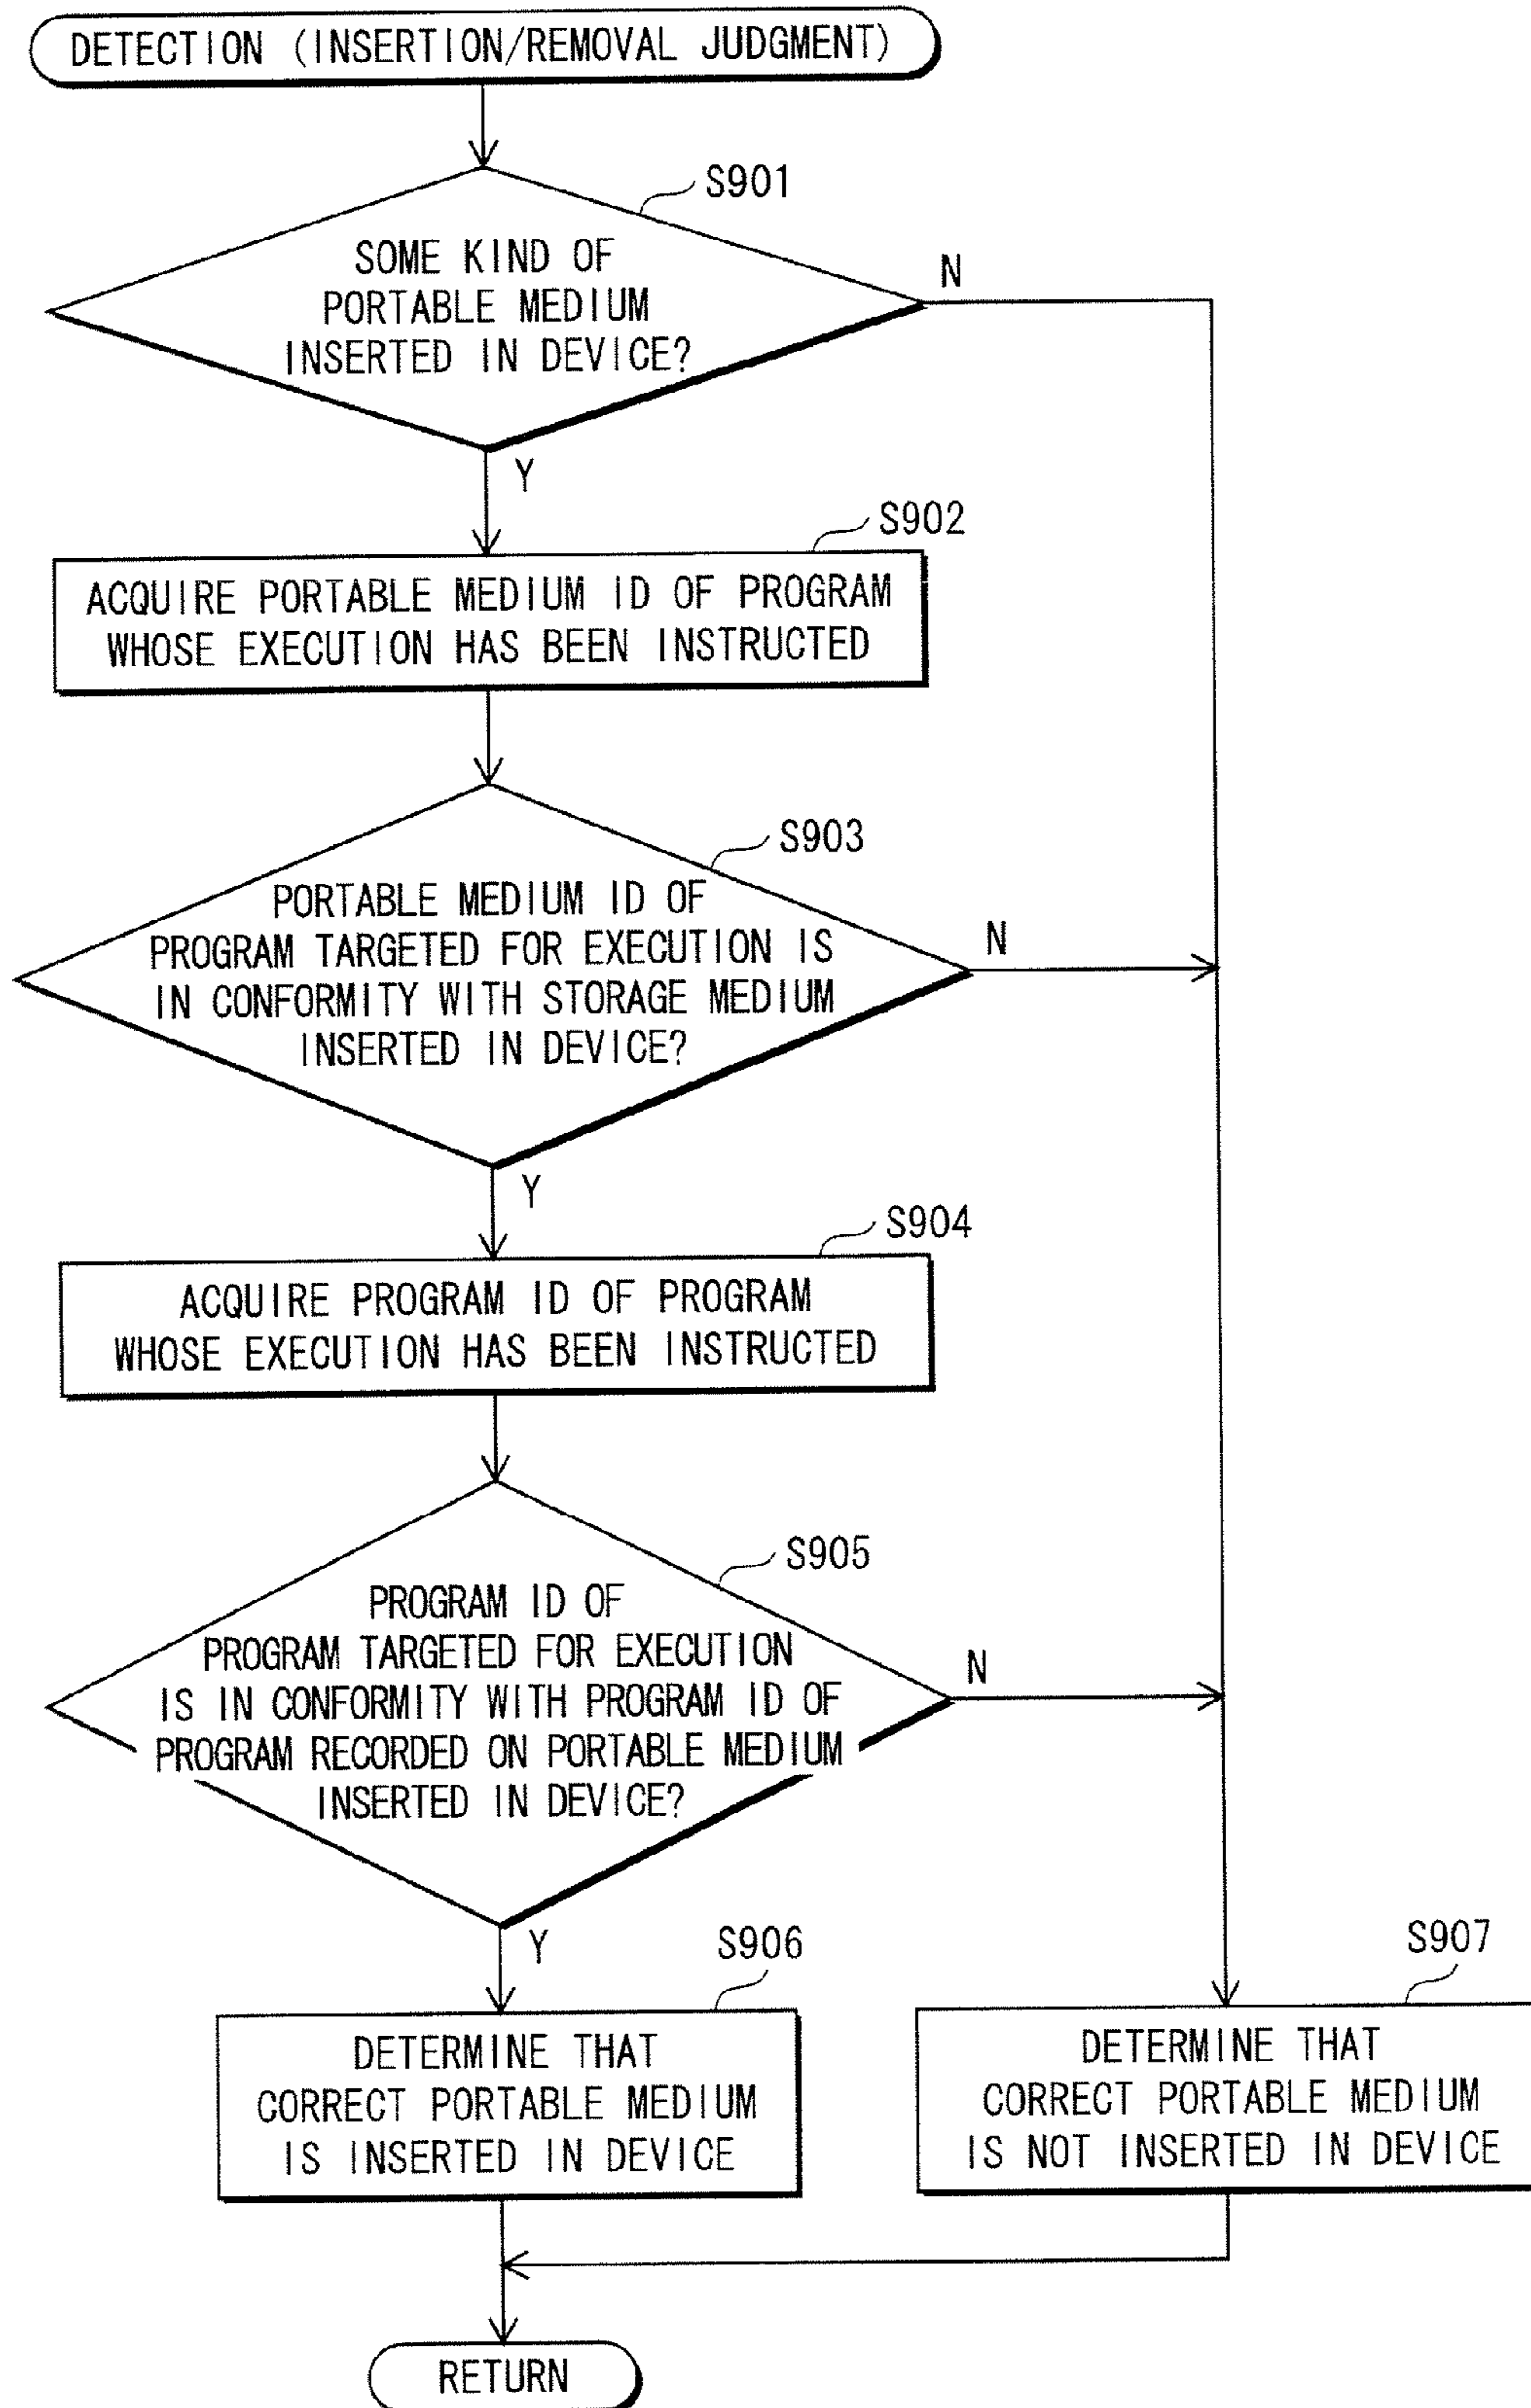 DETECTION (INSERTION/REMOVAL JUDGMENT)
S901
SOME KIND OF
PORTABLE MEDIUM
INSERTED IN DEVICE?
N
Y
S902
ACQUIRE PORTABLE MEDIUM ID OF PROGRAM
WHOSE EXECUTION HAS BEEN INSTRUCTED
S903
PORTABLE MEDIUM ID OF
PROGRAM TARGETED FOR EXECUTION IS
IN CONFORMITY WITH STORAGE MEDIUM
INSERTED IN DEVICE?
N
Y
S904
ACQUIRE PROGRAM ID OF PROGRAM
WHOSE EXECUTION HAS BEEN INSTRUCTED
S905
PROGRAM ID OF
PROGRAM TARGETED FOR EXECUTION
IS IN CONFORMITY WITH PROGRAM ID OF
PROGRAM RECORDED ON PORTABLE MEDIUM
INSERTED IN DEVICE?
N
Y
S906
DETERMINE THAT
CORRECT PORTABLE MEDIUM
IS INSERTED IN DEVICE
S907
DETERMINE THAT
CORRECT PORTABLE MEDIUM
IS NOT INSERTED IN DEVICE
RETURN